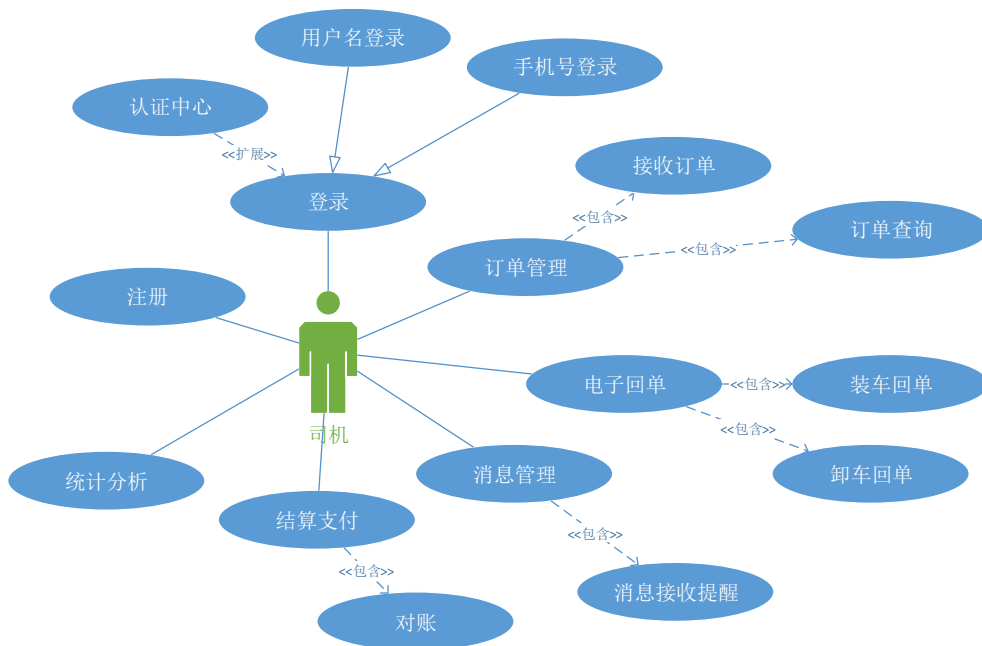 用户名登录
手机号登录
认证中心
<<扩展>>
接收订单
登录
<<包含>>
订单查询
<<包含>>
订单管理
注册
电子回单
<<包含>>
装车回单
司机
<<包含>>
统计分析
消息管理
卸车回单
结算支付
<<包含>>
<<包含>>
消息接收提醒
对账